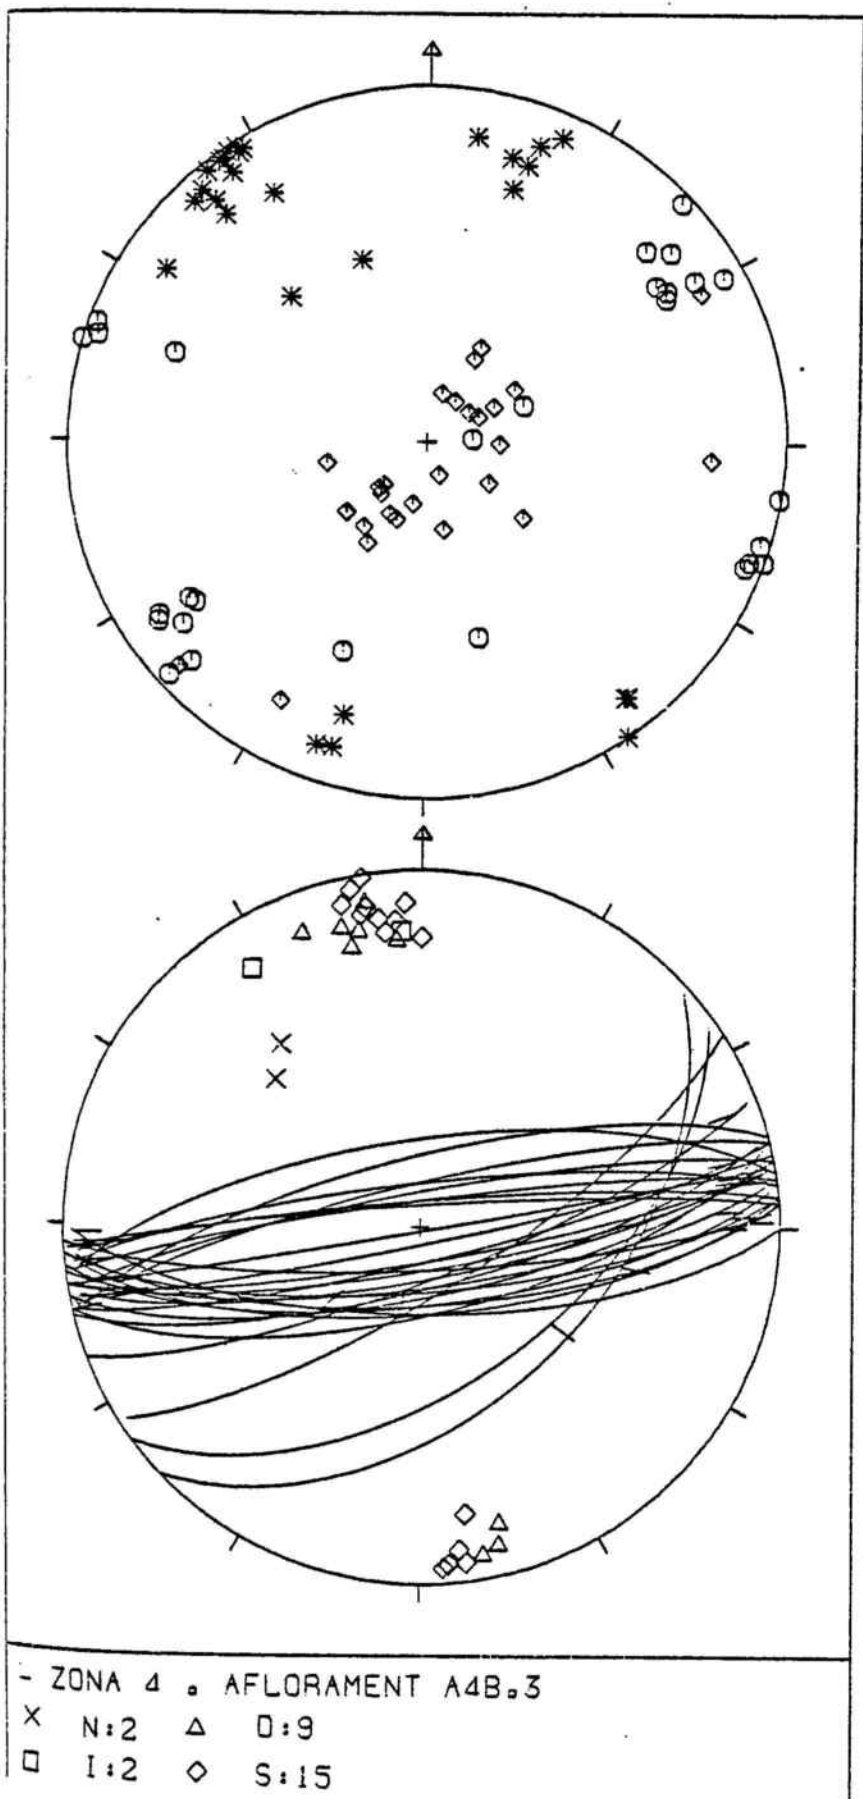 - ZONA 4 . AFLORAMENT A4B.3
× N:2 △ D:9
□ I:2 ◇ S:15